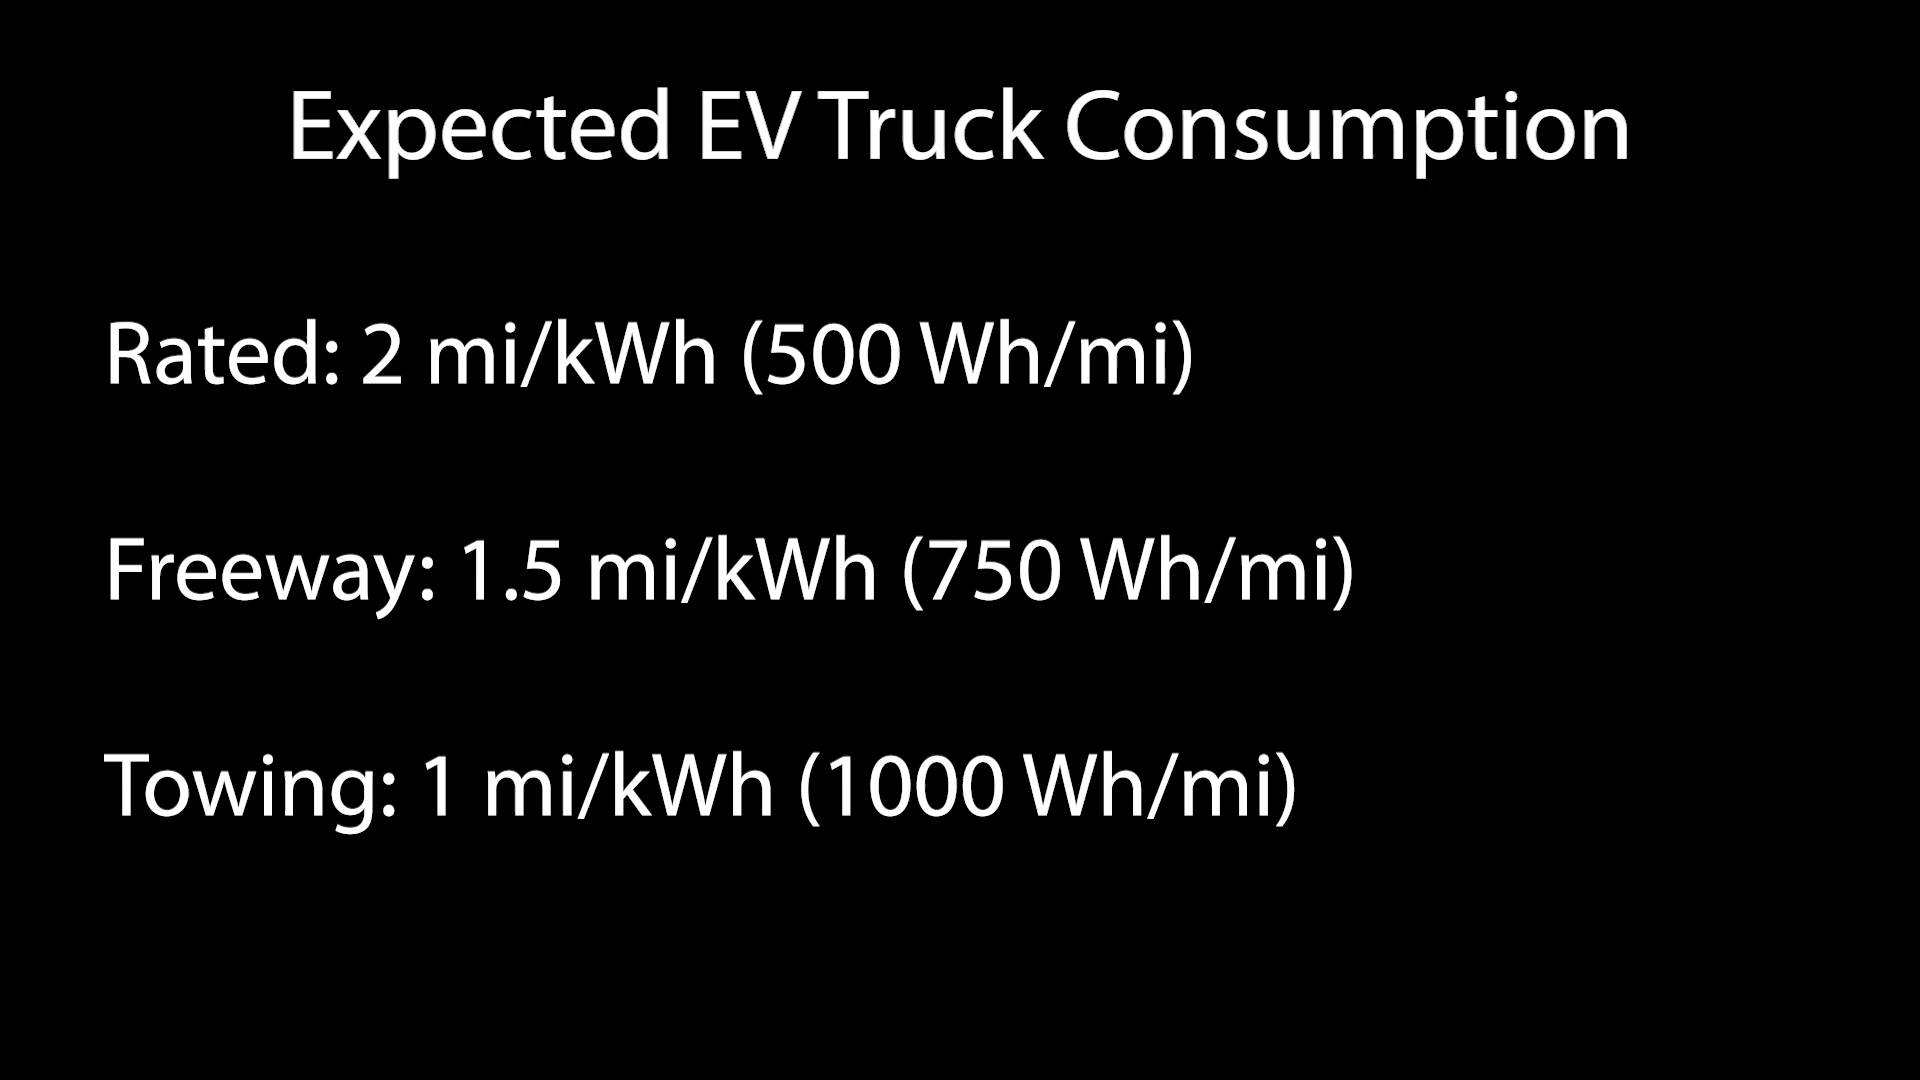 Expected EV Truck Consumption
Rated: 2 mi/kWh (500 Wh/mi)
Freeway: 1.5 mi/kWh (750 Wh/mi)
Towing: 1 mi/kWh (1000 Wh/mi)